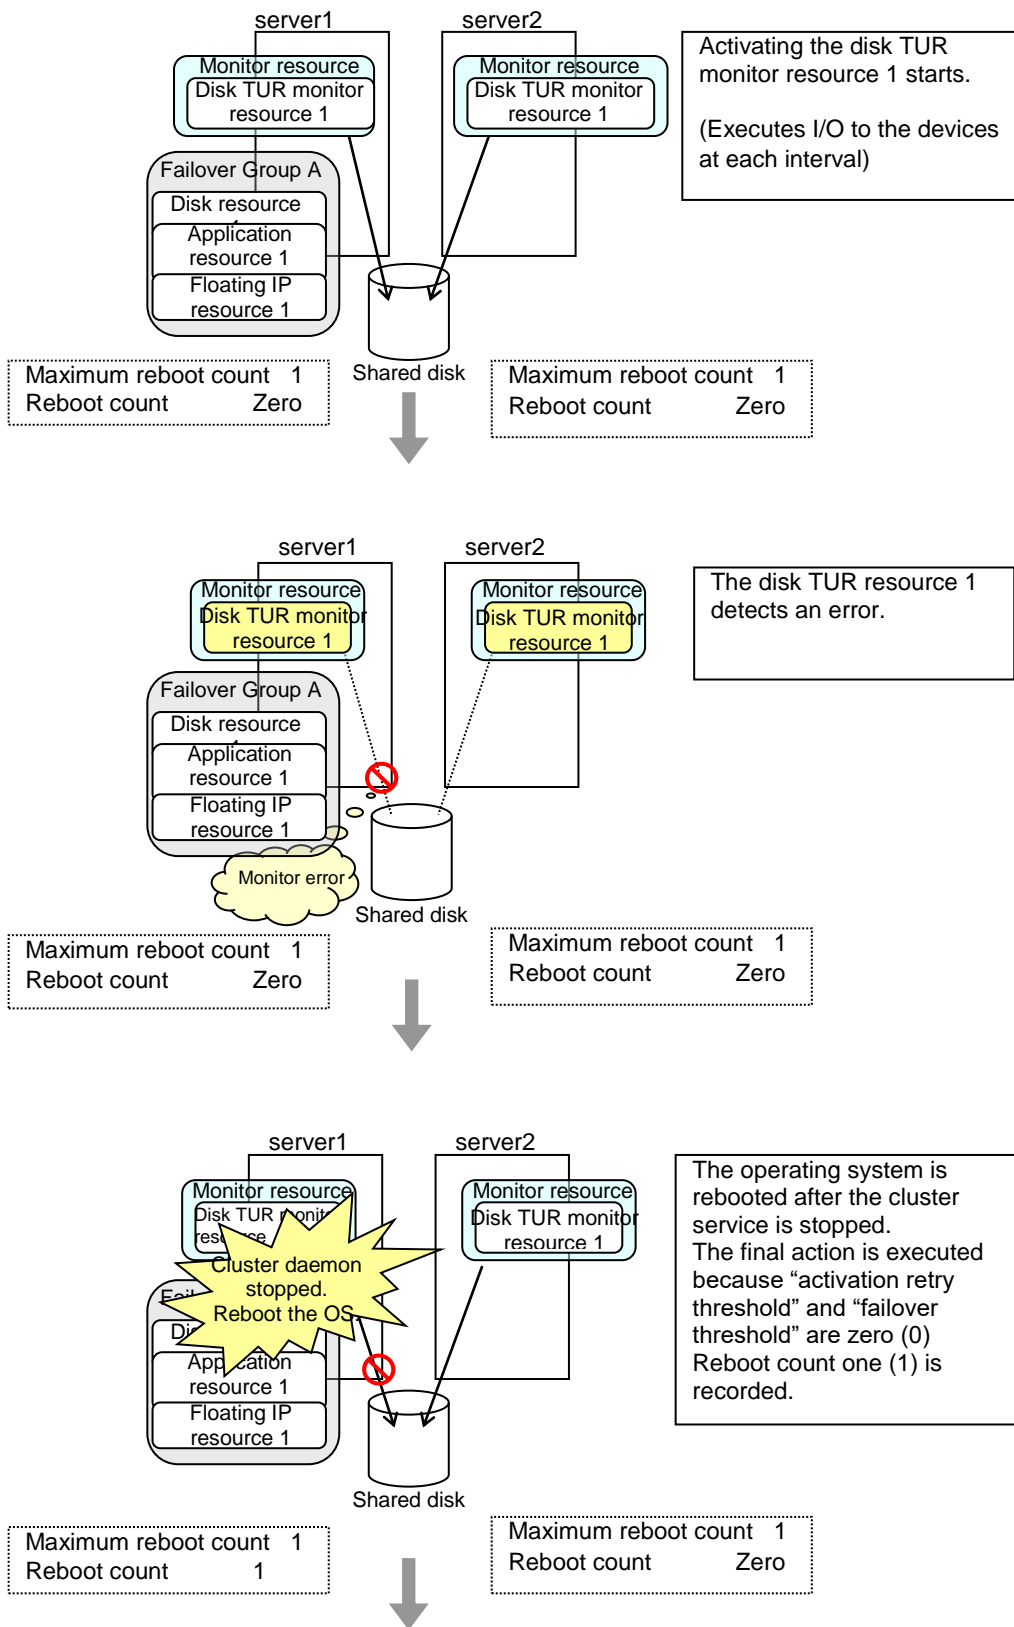 server1
server2
Monitor resource
Disk TUR monitor
resource 1
Monitor resource
Disk TUR monitor
resource 1
Activating the disk TUR
monitor resource 1 starts.
(Executes I/O to the devices
at each interval)
Failover Group A
Disk resource
Application
resource 1
Floating IP
resource 1
Shared disk
Maximum reboot count 1
Reboot count Zero
Maximum reboot count 1
Reboot count Zero
server1
server2
Monitor resource
Disk TUR monitor
resource 1
Monitor resource
Disk TUR monitor
resource 1
The disk TUR resource 1
detects an error.
Failover Group A
Disk resource
Application
resource 1
Floating IP
resource 1
Monitor error
Shared disk
Maximum reboot count 1
Reboot count Zero
Maximum reboot count 1
Reboot count Zero
server1
server2
Monitor resource
Disk TUR monitor
Monitor resource
Disk TUR monitor
resource 1
The operating system is
rebooted after the cluster
service is stopped.
The final action is executed
because “activation retry
threshold” and “failover
threshold” are zero (0)
Reboot count one (1) is
recorded.
Cluster daemon
stopped.
Reboot the OS.
Application
resource 1
Floating IP
resource 1
Shared disk
Maximum reboot count 1
Reboot count 1
Maximum reboot count 1
Reboot count Zero